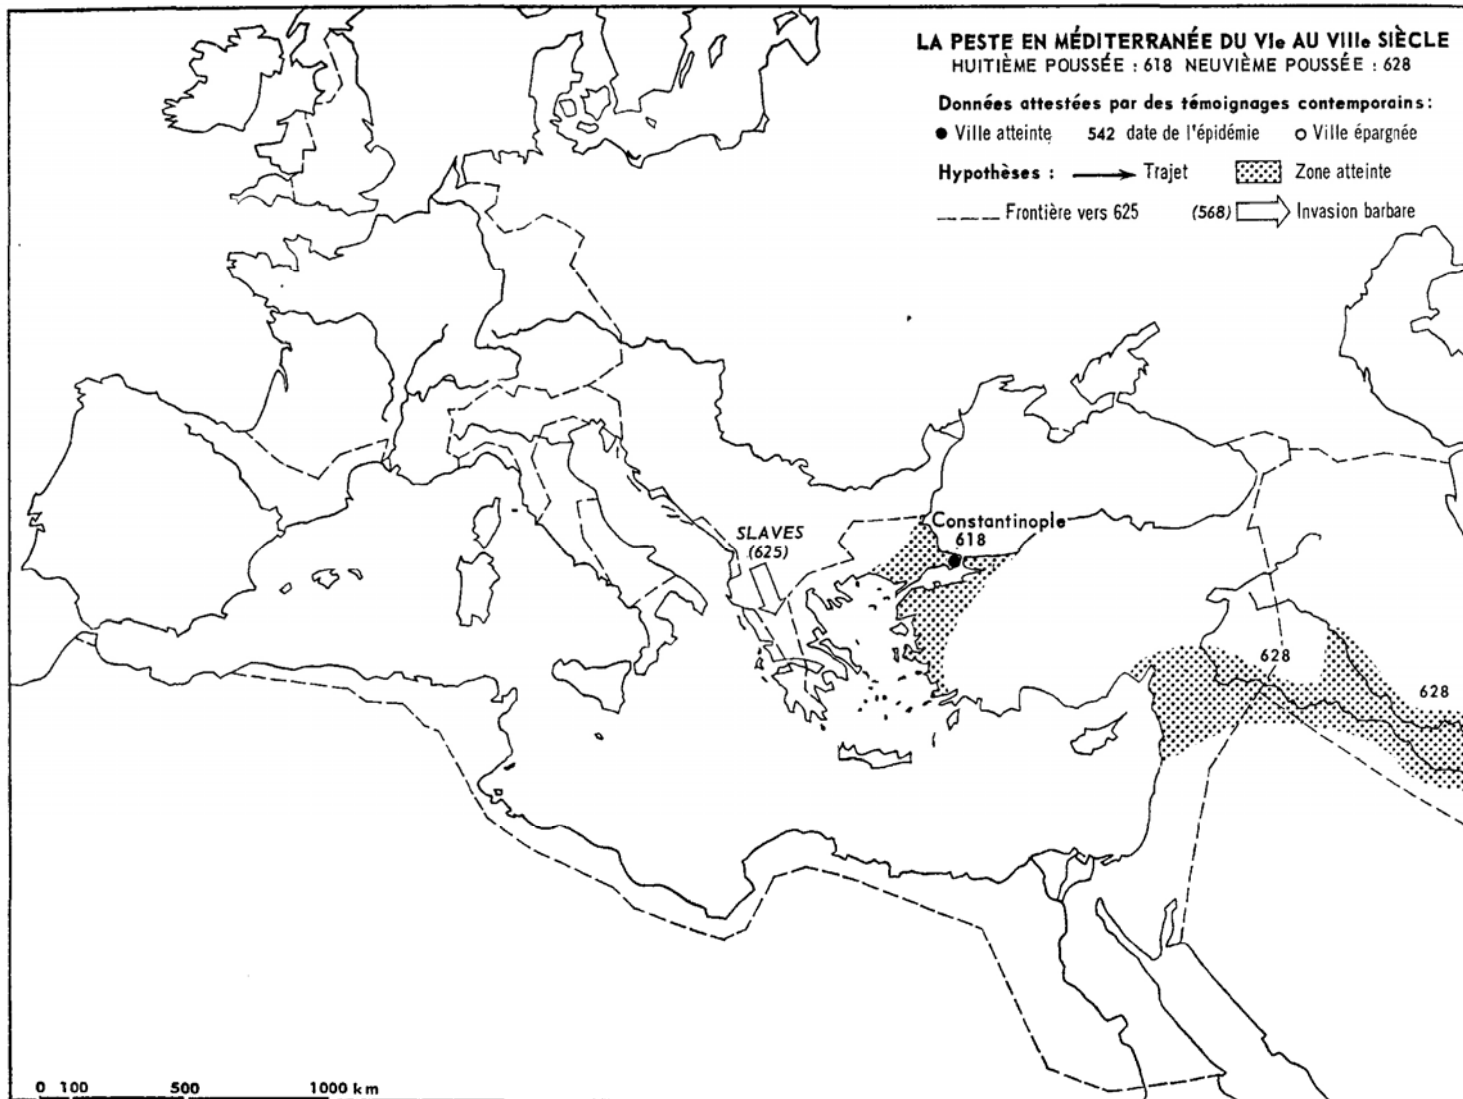 LA PESTE EN MÉDITERRANÉE DU VIe AU VIIIe SIÈCLE
HUITIÈME POUSSÉE : 618 NEUVIÈME POUSSÉE : 628
Données attestées par des témoignages contemporains :
Ville atteinte 542 date de l'épidémie Ville épargnée
Hypothèses : Trajet Zone atteinte
Frontière vers 625 (568) Invasion barbare
Constantinople
618
SLAVES
(625)
628
628
0 100 500 1000 km